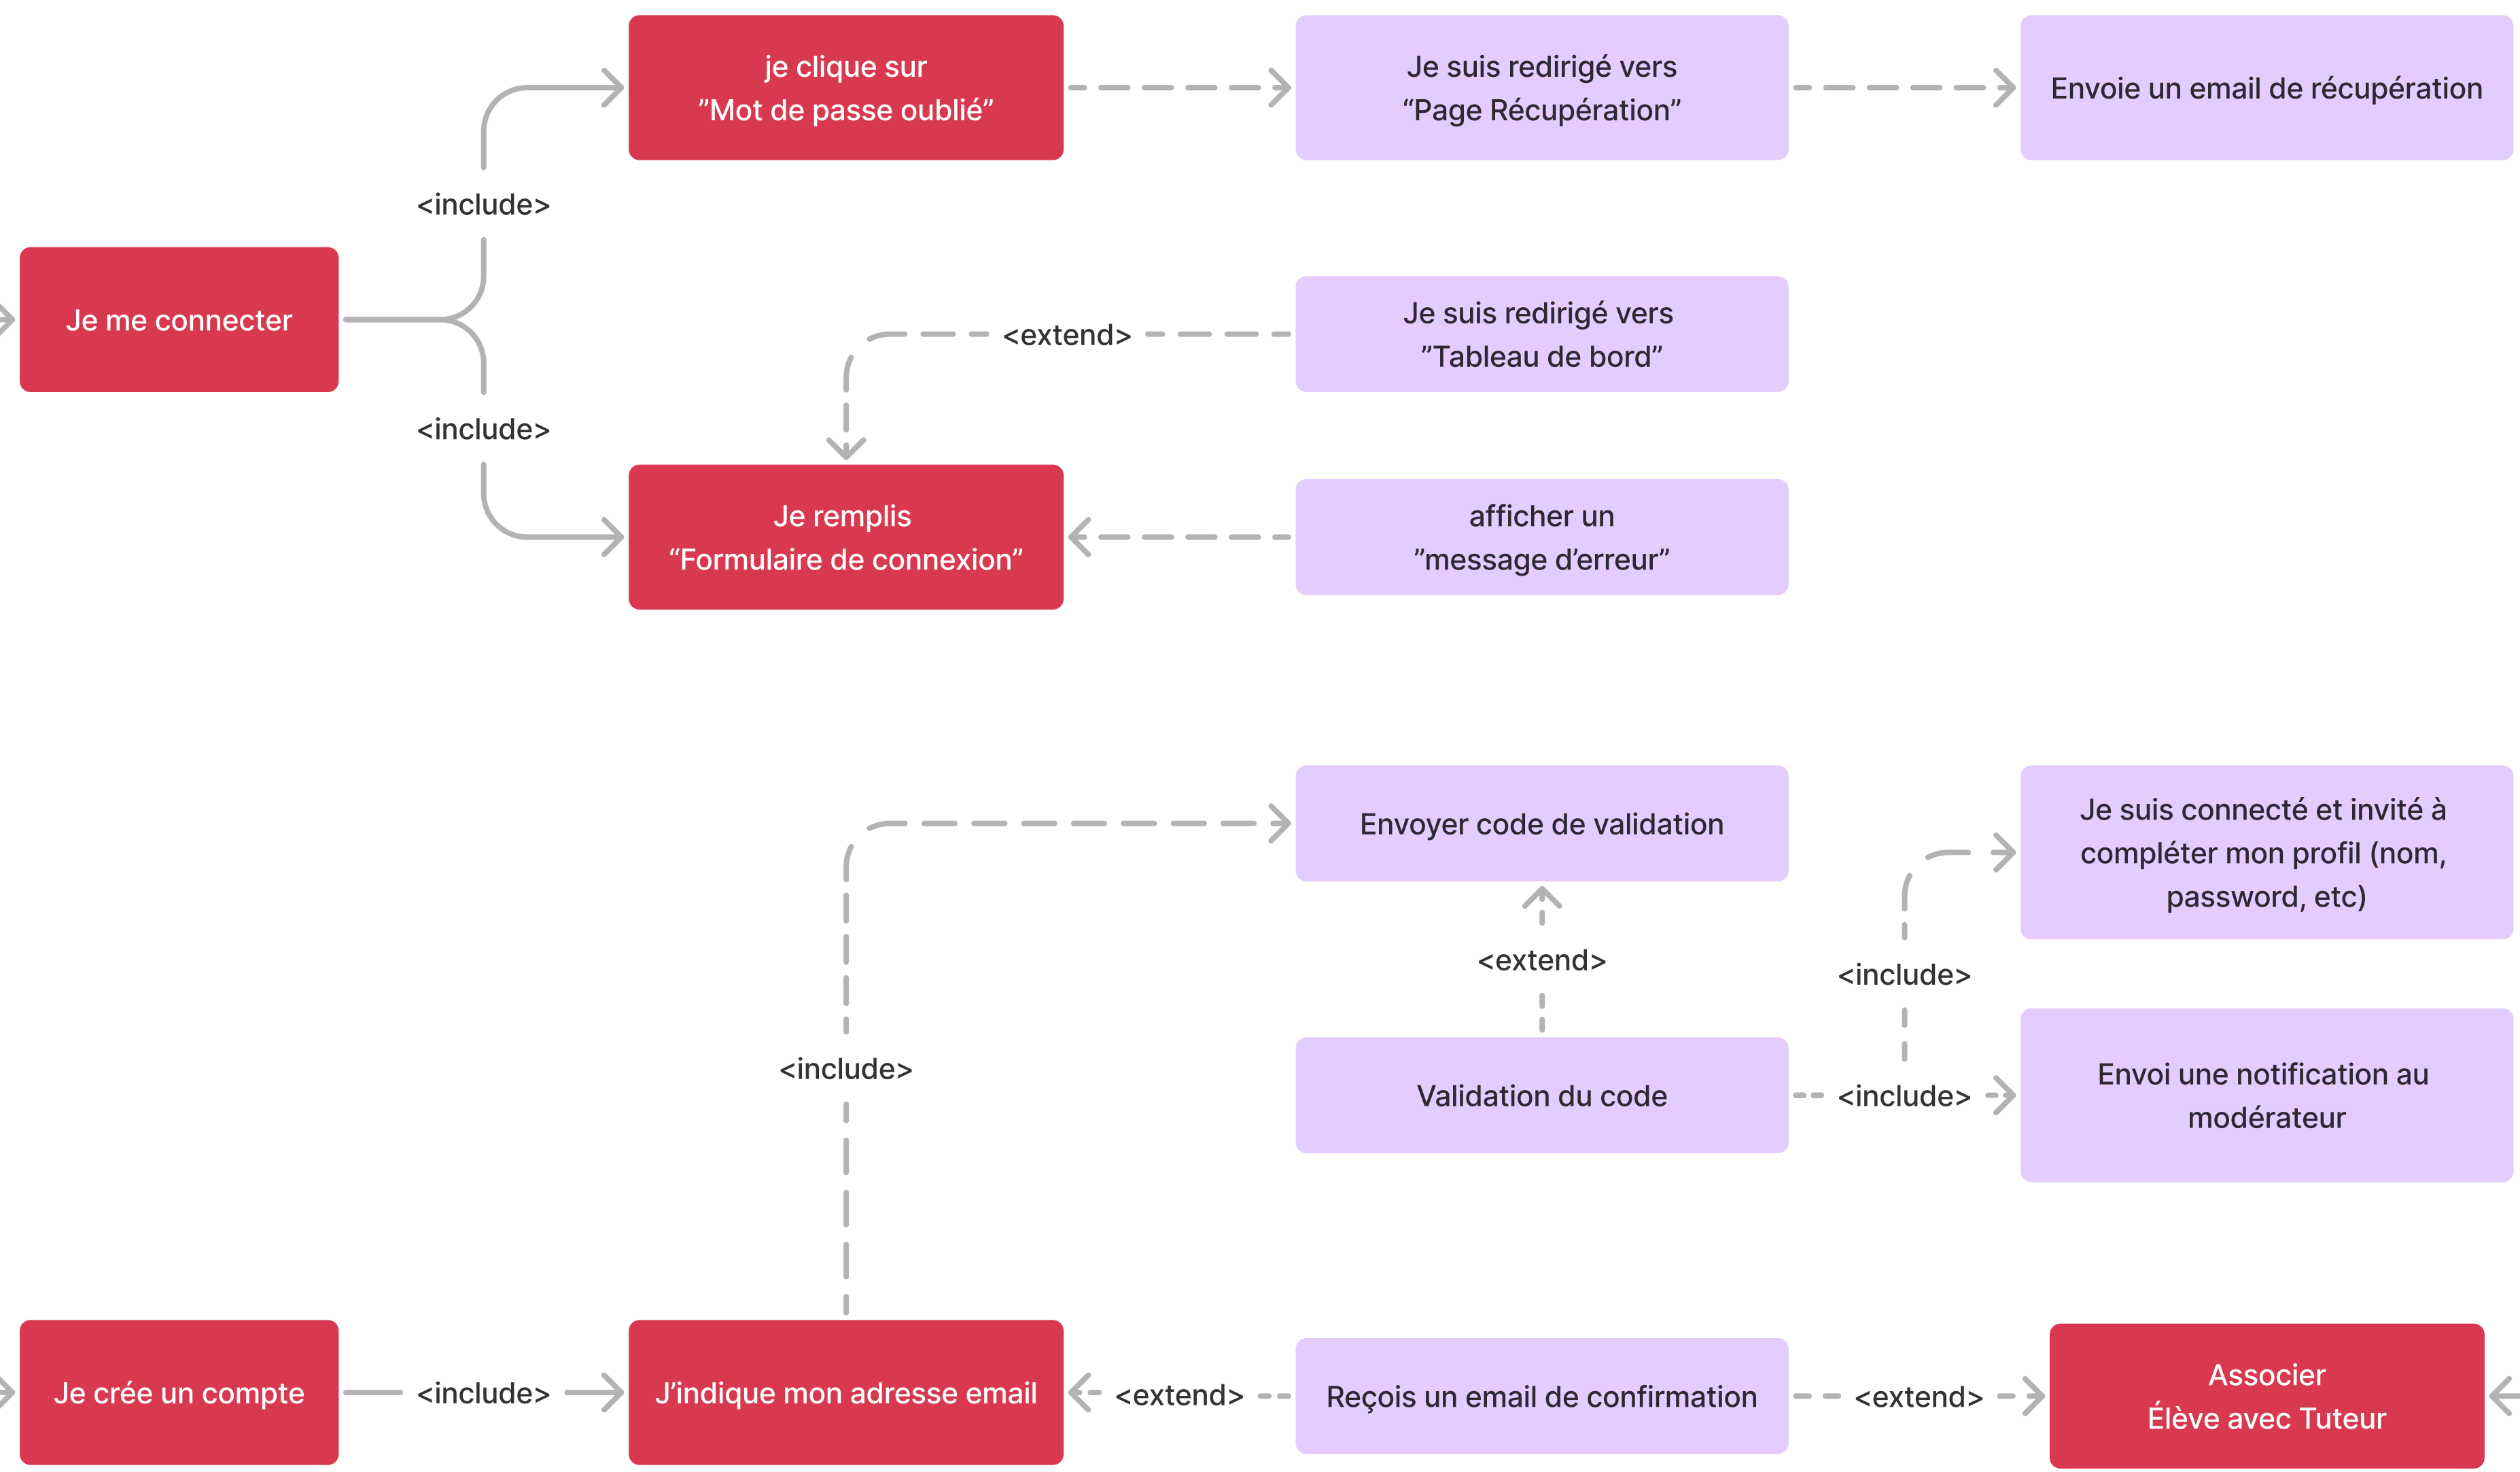 je clique sur
”Mot de passe oublié”
Je suis redirigé vers
“Page Récupération”
Envoie un email de récupération
<include>
Je me connecter
Je suis redirigé vers
”Tableau de bord”
<extend>
<include>
Je remplis
“Formulaire de connexion”
afficher un
”message d’erreur”
Envoyer code de validation
Je suis connecté et invité à
compléter mon profil (nom,
password, etc)
<extend>
<include>
<include>
Validation du code
<include>
Envoi une notification au
modérateur
Je crée un compte
<include>
J’indique mon adresse email
<extend>
Reçois un email de confirmation
<extend>
Associer
Élève avec Tuteur